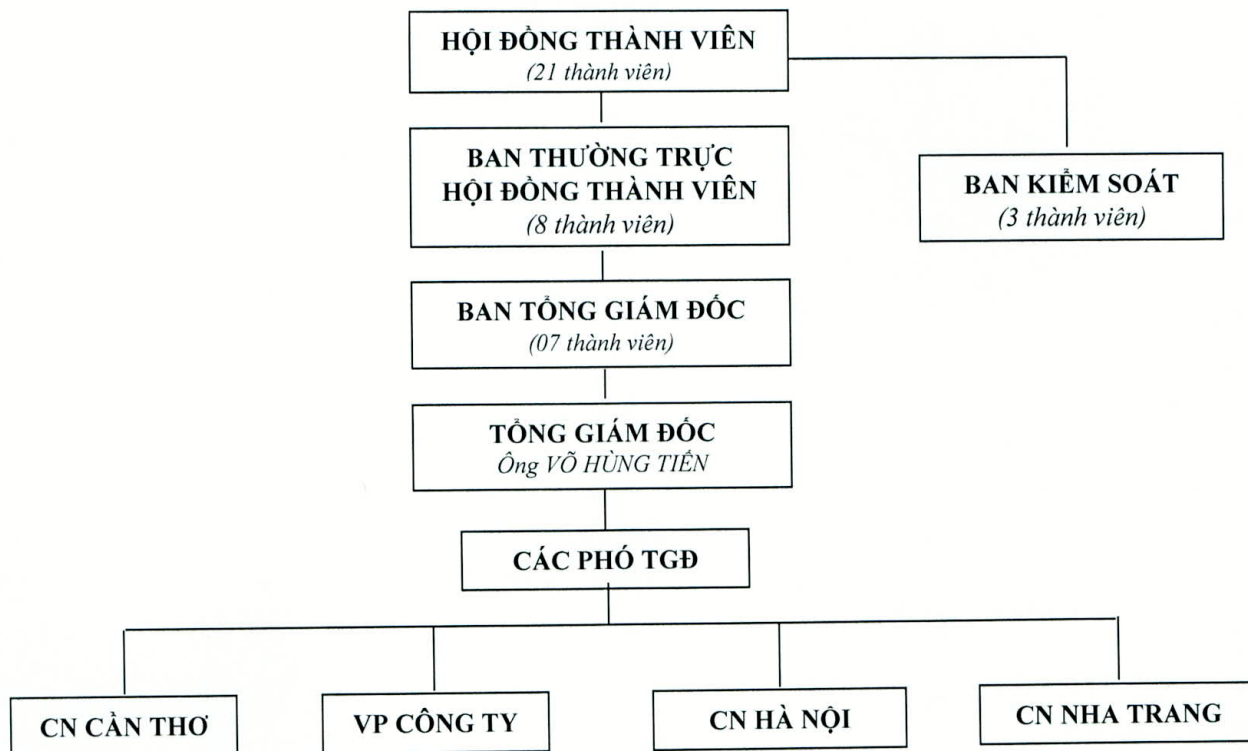 HỘI ĐỒNG THÀNH VIÊN
(21 thành viên)
BAN THƯỜNG TRỰC
HỘI ĐỒNG THÀNH VIÊN
(8 thành viên)
BAN KIỂM SOÁT
(3 thành viên)
BAN TỔNG GIÁM ĐỐC
(07 thành viên)
TỔNG GIÁM ĐỐC
Ông VÕ HÙNG TIẾN
CÁC PHÓ TGĐ
CN CẦN THƠ
VP CÔNG TY
CN HÀ NỘI
CN NHA TRANG